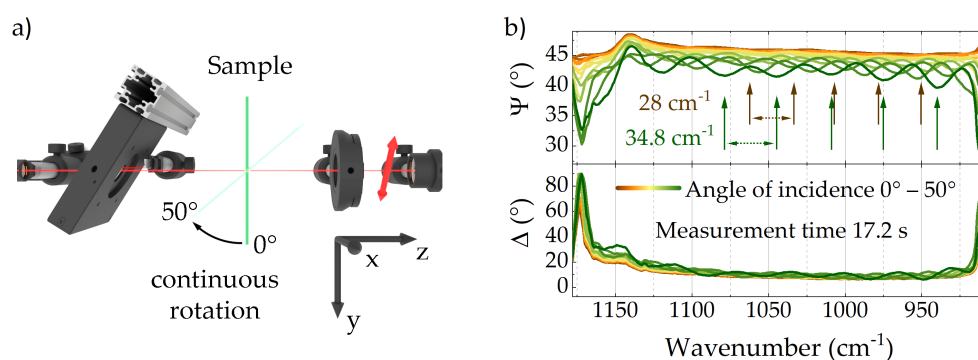 a)
Sample
50°
0°
continuous
rotation
x
z
y
b)
Ψ (°)
45
40
35
30
28 cm⁻¹
34.8 cm⁻¹
Δ (°)
80
60
40
20
0
Angle of incidence 0° – 50°
Measurement time 17.2 s
1150 1100 1050 1000 950
Wavenumber (cm⁻¹)